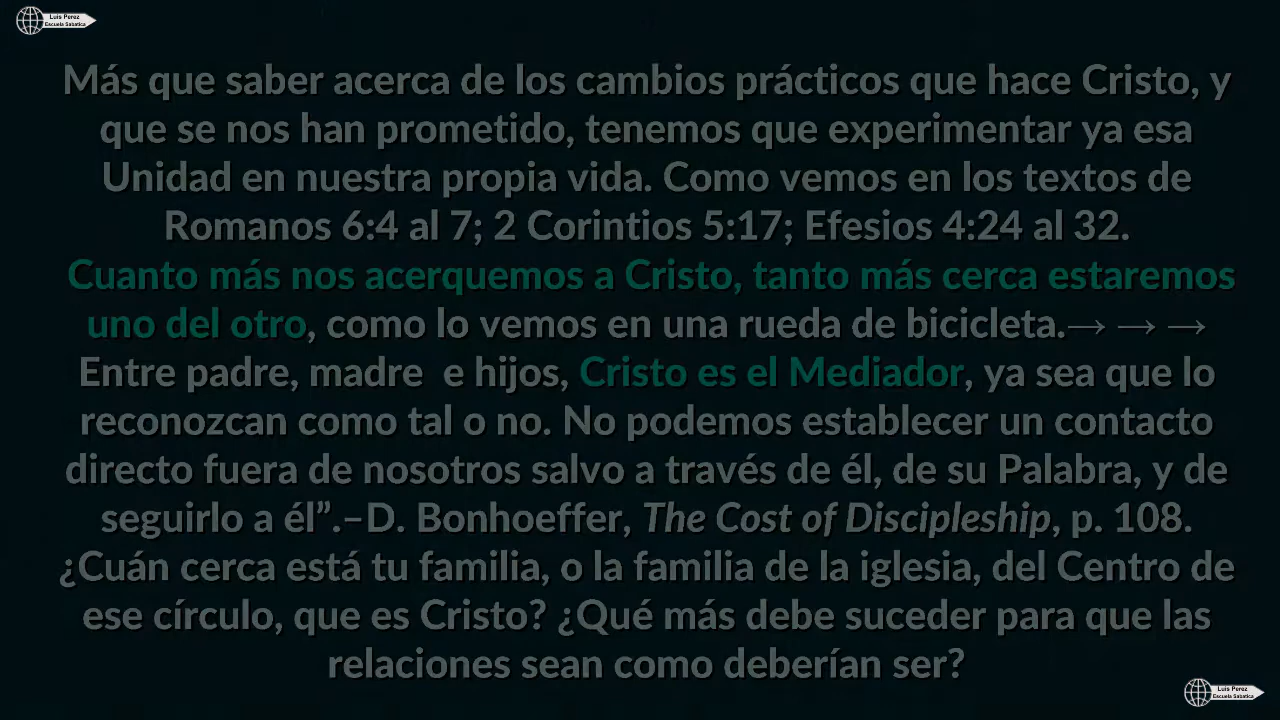 Luis Perez
Escuela Sabatica
Más que saber acerca de los cambios prácticos que hace Cristo, y
que se nos han prometido, tenemos que experimentar ya esa
Unidad en nuestra propia vida. Como vemos en los textos de
Romanos 6:4 al 7; 2 Corintios 5:17; Efesios 4:24 al 32.
Cuanto más nos acerquemos a Cristo, tanto más cerca estaremos
uno del otro, como lo vemos en una rueda de bicicleta.→ → →
Entre padre, madre  e hijos, Cristo es el Mediador, ya sea que lo
reconozcan como tal o no. No podemos establecer un contacto
directo fuera de nosotros salvo a través de él, de su Palabra, y de
seguirlo a él”.–D. Bonhoeffer, The Cost of Discipleship, p. 108.
¿Cuán cerca está tu familia, o la familia de la iglesia, del Centro de
ese círculo, que es Cristo? ¿Qué más debe suceder para que las
relaciones sean como deberían ser?
Luis Perez
Escuela Sabatica